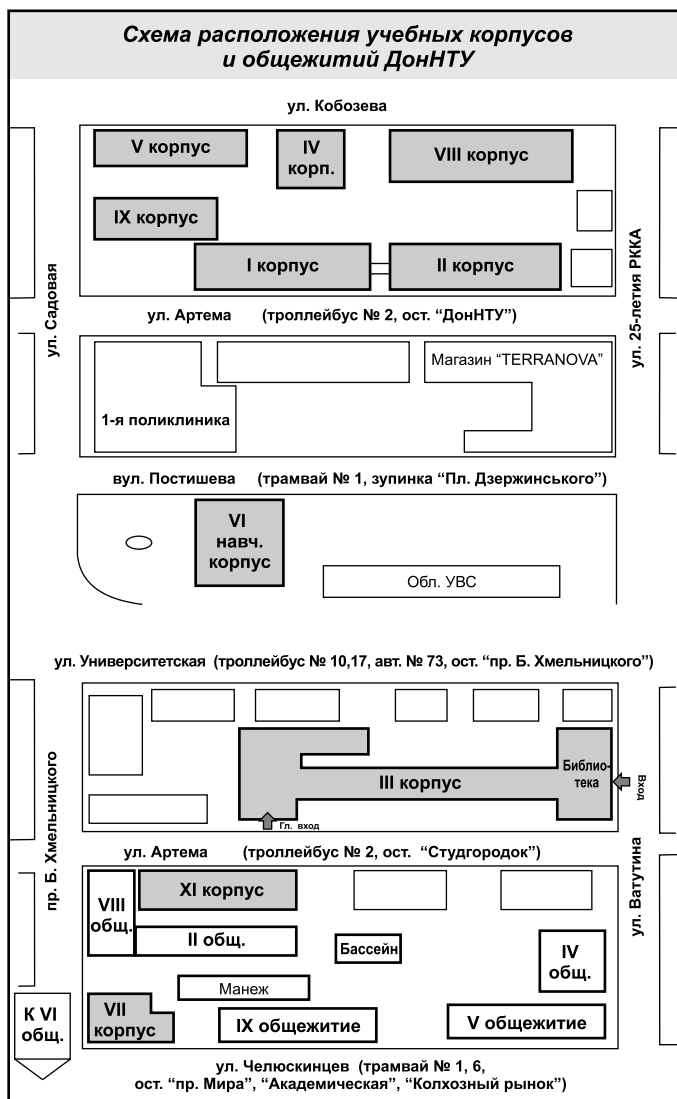 Схема расположения учебных корпусов
и общежитий ДонНТУ
ул. Кобозева
V корпус
IV
корп.
VIII корпус
IX корпус
I корпус
II корпус
ул. Садовая
ул. 25-летия РККА
ул. Артема (троллейбус № 2, ост. “ДонНТУ”)
Магазин “TERRANOVA”
1-я поликлиника
вул. Постишева (трамвай № 1, зупинка “Пл. Дзержинського”)
VI
навч.
корпус
Обл. УВС
ул. Университетская (троллейбус № 10,17, авт. № 73, ост. “пр. Б. Хмельницкого”)
пр. Б. Хмельницкого
III корпус
Библио-
тека
Вход
Гл. вход
ул. Ватутина
ул. Артема (троллейбус № 2, ост. “Студгородок”)
VIII
общ.
XI корпус
II общ.
Бассейн
IV
общ.
Манеж
К VI
общ.
VII
корпус
IX общежитие
V общежитие
ул. Челюскинцев (трамвай № 1, 6,
ост. “пр. Мира”, “Академическая”, “Колхозный рынок”)